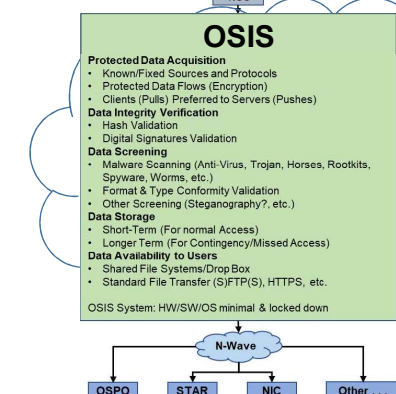 OSIS
Protected Data Acquisition
• Known/Fixed Sources and Protocols
• Protected Data Flows (Encryption)
• Clients (Pulls) Preferred to Servers (Pushes)
Data Integrity Verification
• Hash Validation
• Digital Signatures Validation
Data Screening
• Malware Scanning (Anti-Virus, Trojan, Horses, Rootkits,
Spyware, Worms, etc.)
• Format & Type Conformity Validation
• Other Screening (Steganography?, etc.)
Data Storage
• Short-Term (For normal Access)
• Longer Term (For Contingency/Missed Access)
Data Availability to Users
• Shared File Systems/Drop Box
• Standard File Transfer (S)FTP(S), HTTPS, etc.
OSIS System: HW/SW/OS minimal & locked down
N-Wave
OSPO STAR NIC Other . . .